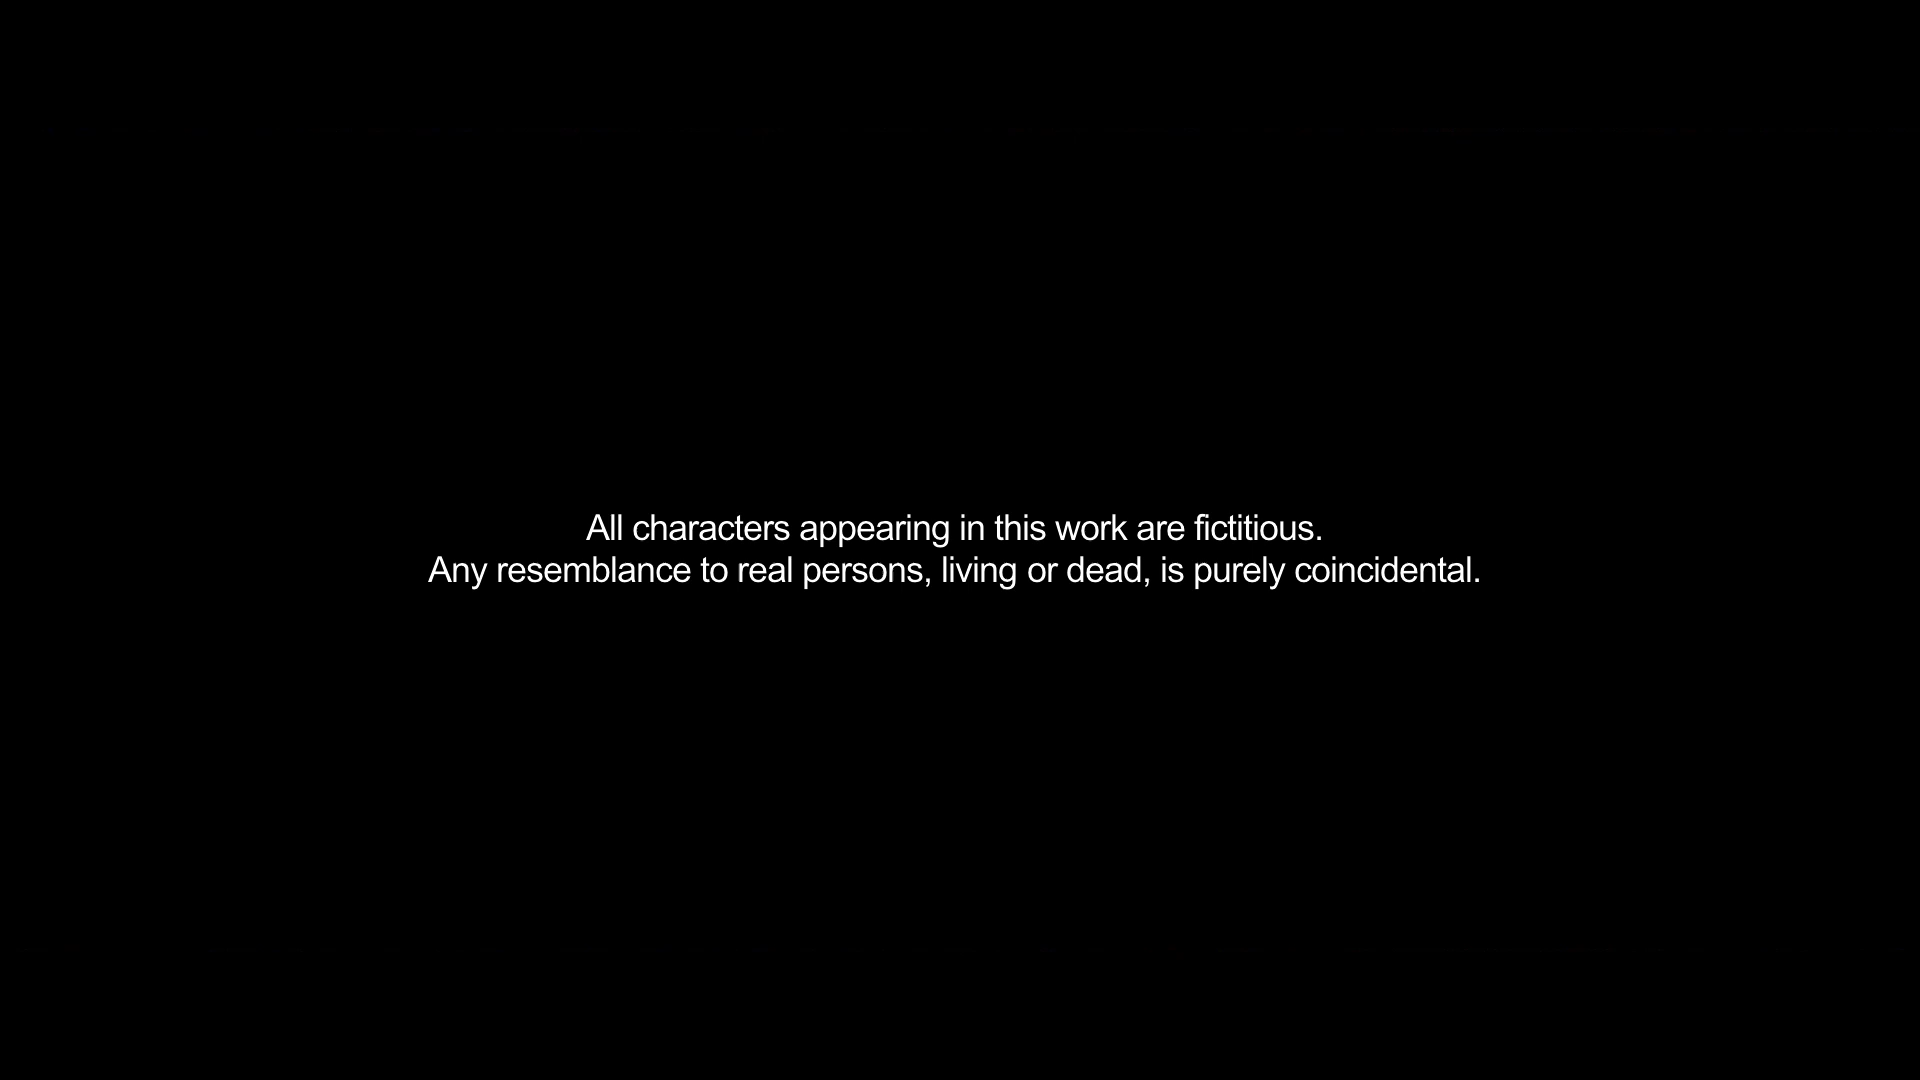 All characters appearing in this work are fictitious.
Any resemblance to real persons, living or dead, is purely coincidental.